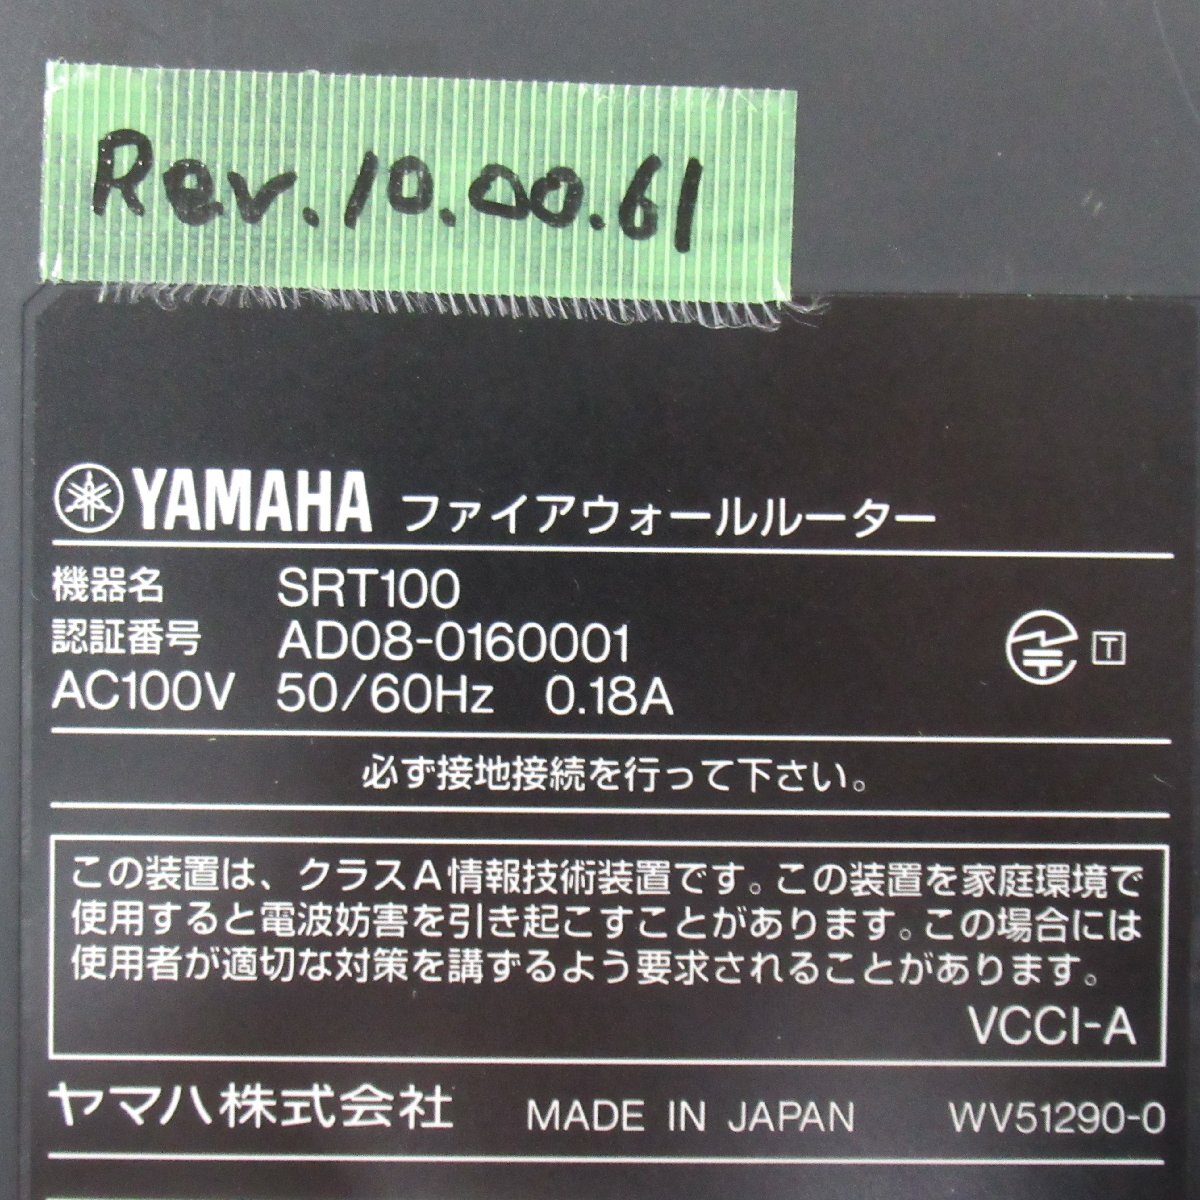 Rev.10.00.61
YAMAHA ファイアウォールルーター
機器名 SRT100
認証番号 AD08-0160001
T
AC100V 50/60Hz 0.18A
必ず接地接続を行って下さい。
この装置は、クラスA情報技術装置です。この装置を家庭環境で
使用すると電波妨害を引き起こすことがあります。この場合には
使用者が適切な対策を講ずるよう要求されることがあります。
VCCI-A
ヤマハ株式会社 MADE IN JAPAN WV51290-0